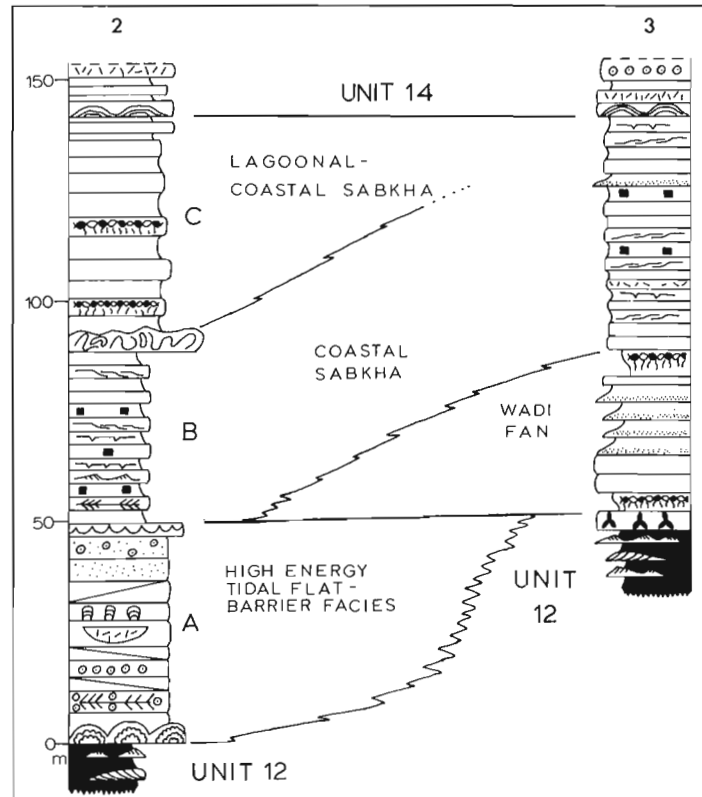 2
3
150
UNIT 14
LAGOONAL-
COASTAL SABKHA
C
100
COASTAL
SABKHA
WADI
FAN
B
50
HIGH ENERGY
TIDAL FLAT-
BARRIER FACIES
UNIT
12
A
0
m
UNIT 12